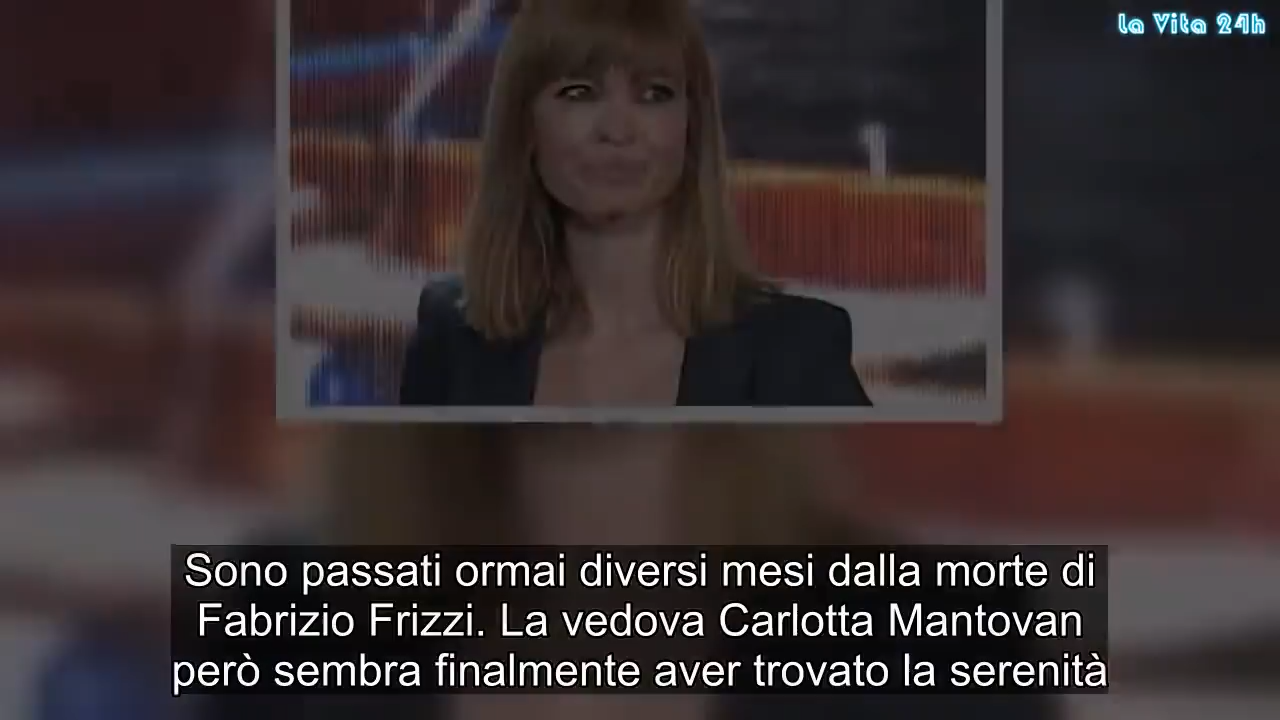 La Vita 24h
Sono passati ormai diversi mesi dalla morte di
Fabrizio Frizzi. La vedova Carlotta Mantovan
però sembra finalmente aver trovato la serenità